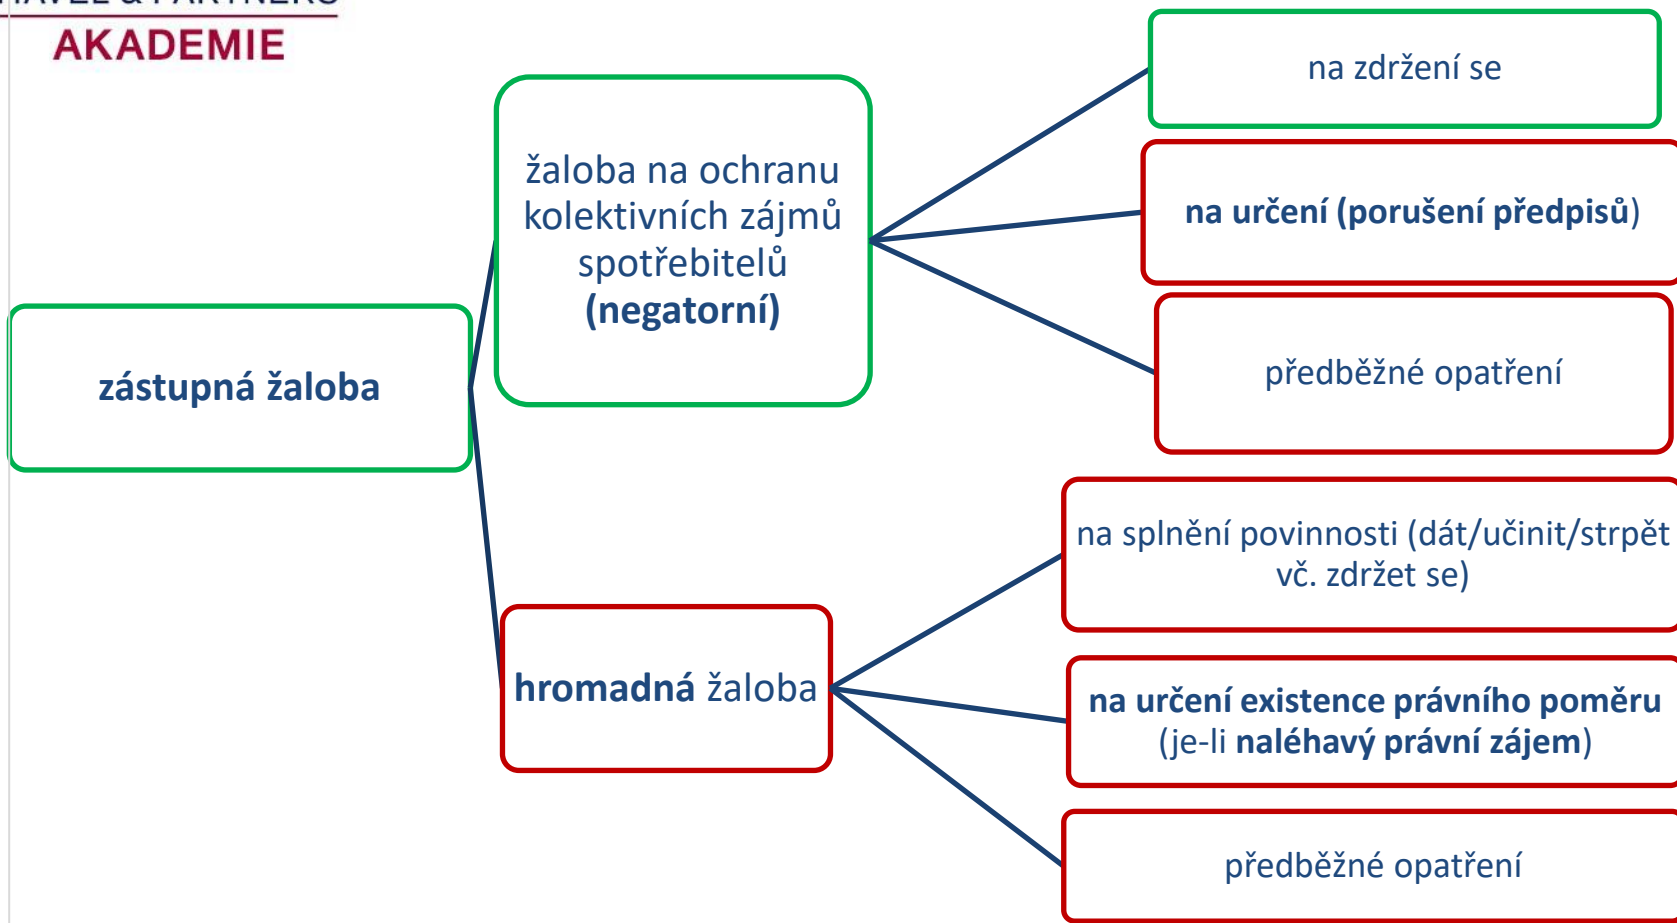 HAVEL & PARTNERS
AKADEMIE
zástupná žaloba
žaloba na ochranu
kolektivních zájmů
spotřebitelů
(negatorní)
na zdržení se
na určení (porušení předpisů)
předběžné opatření
hromadná žaloba
na splnění povinnosti (dát/učinit/strpět
vč. zdržet se)
na určení existence právního poměru
(je-li naléhavý právní zájem)
předběžné opatření